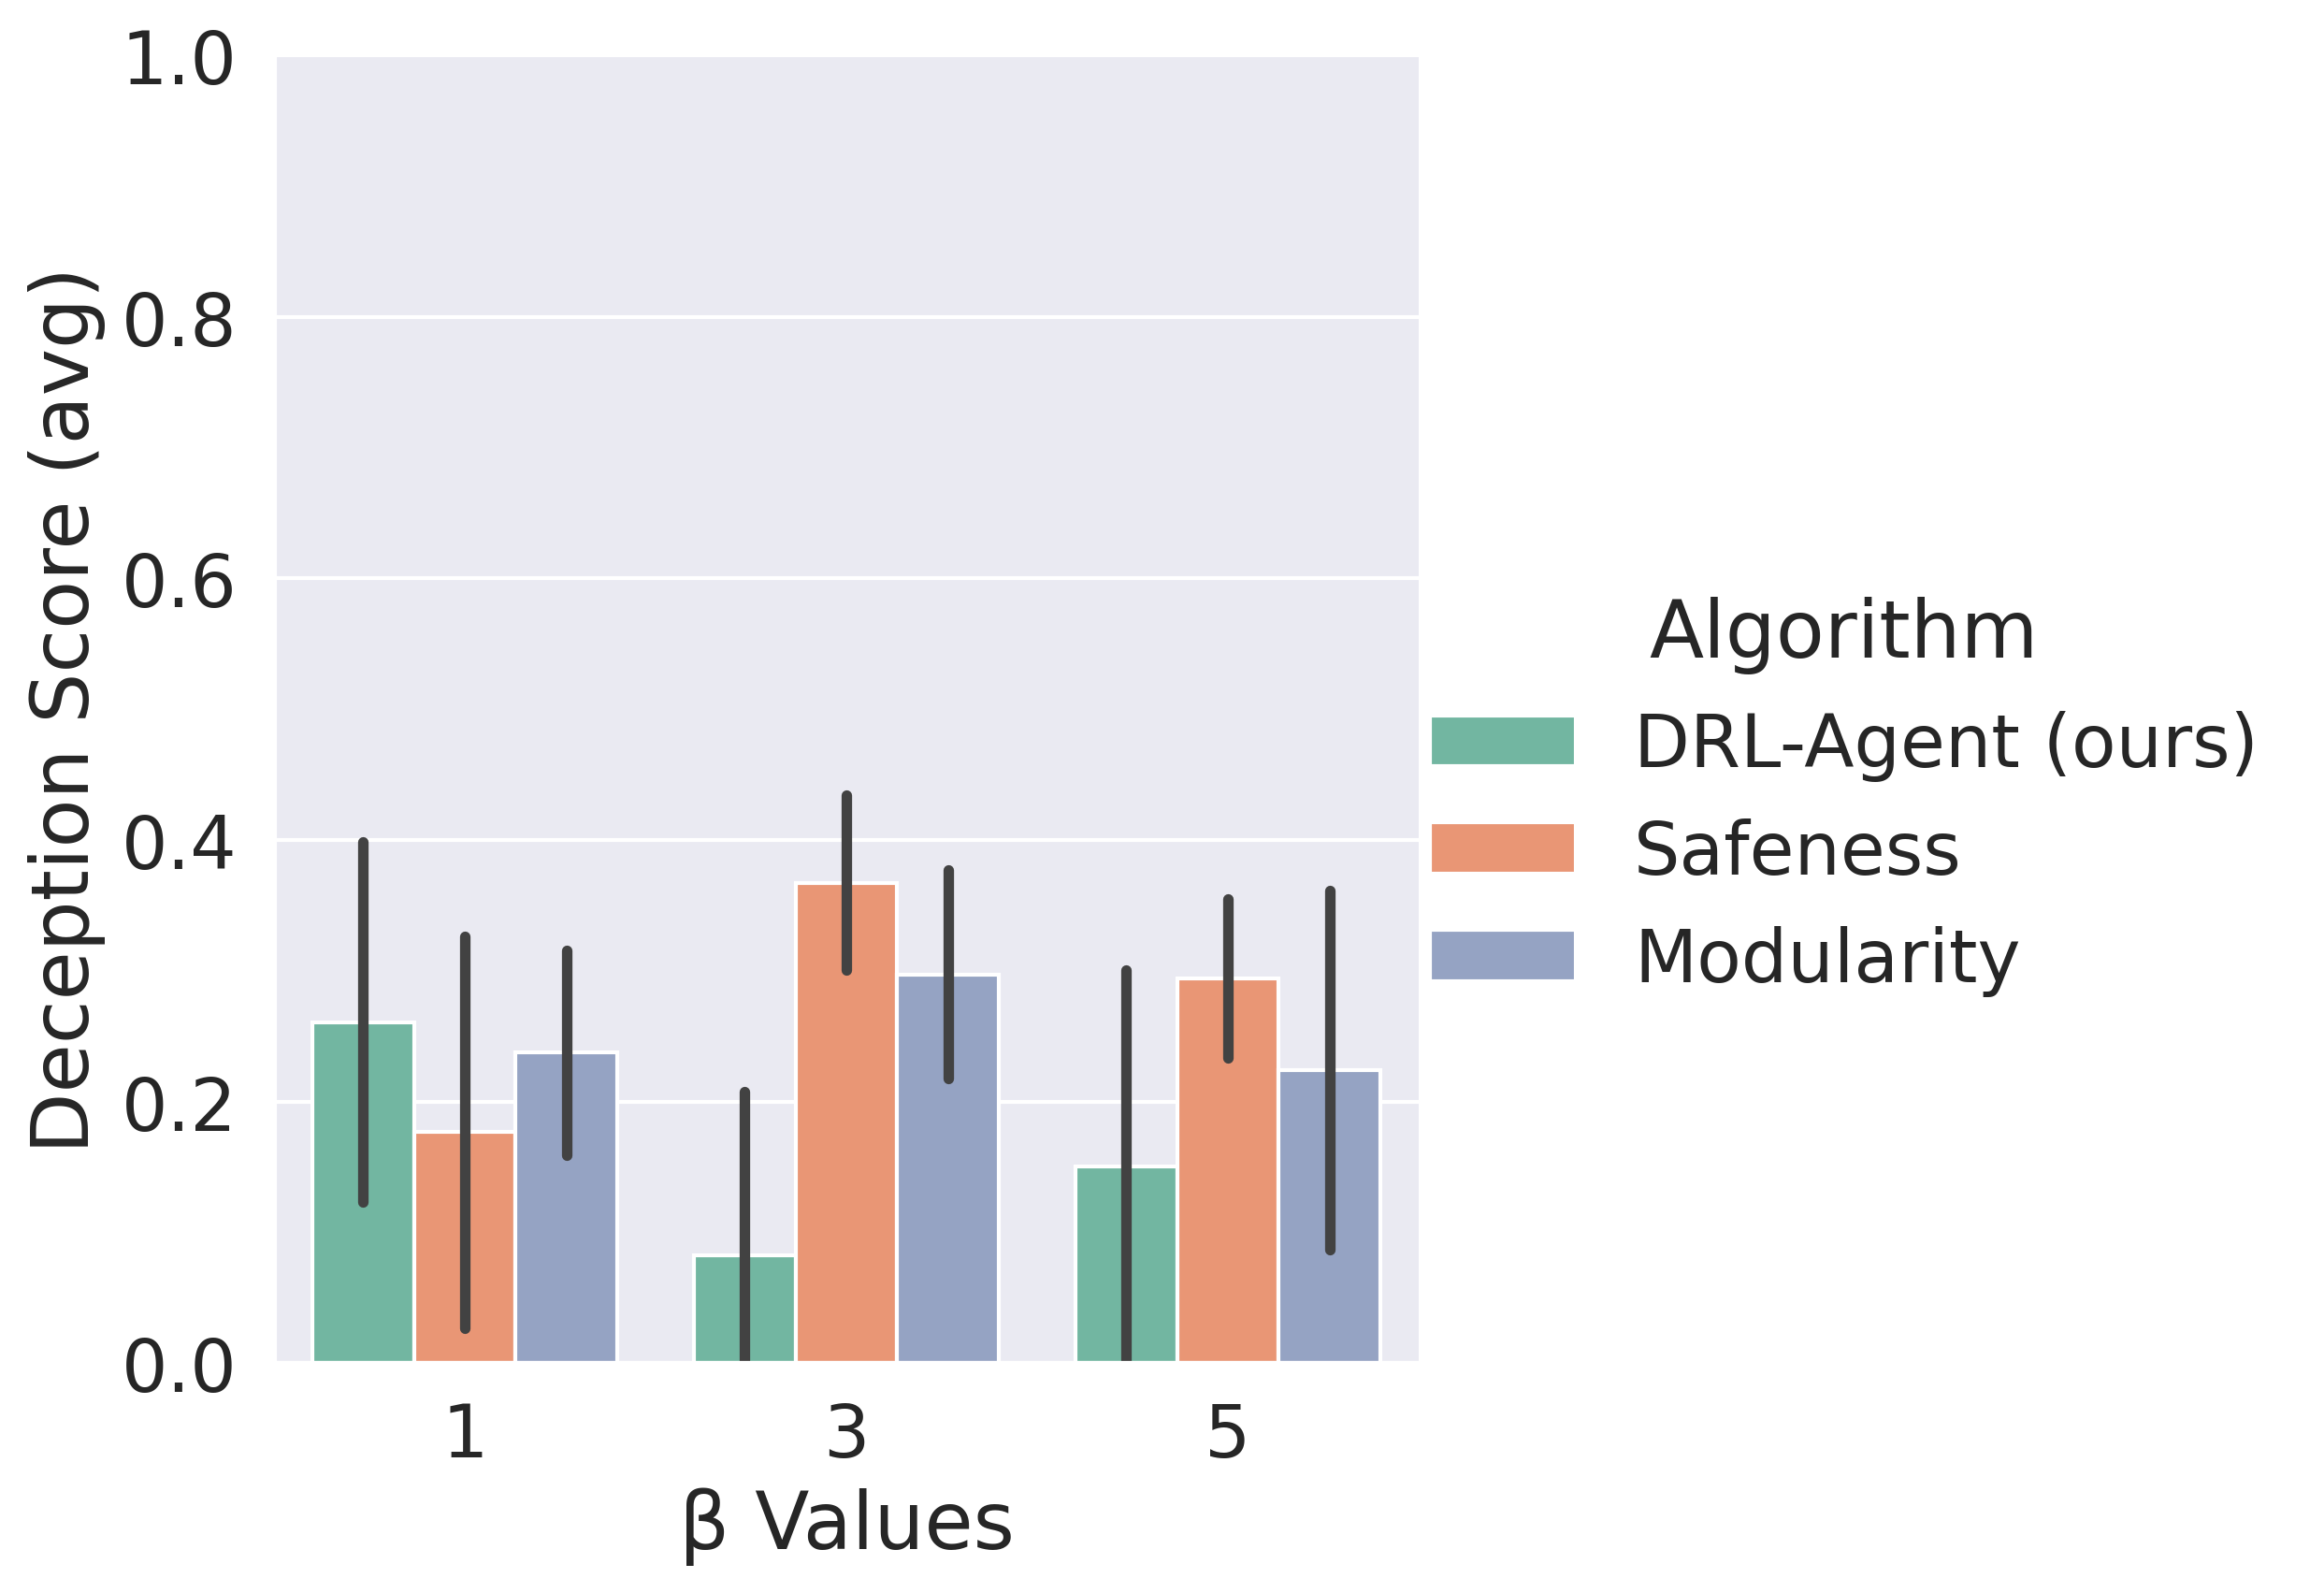 Deception Score (avg)
1.0
0.8
0.6
0.4
0.2
0.0
1 3 5
β Values
Algorithm
DRL-Agent (ours)
Safeness
Modularity